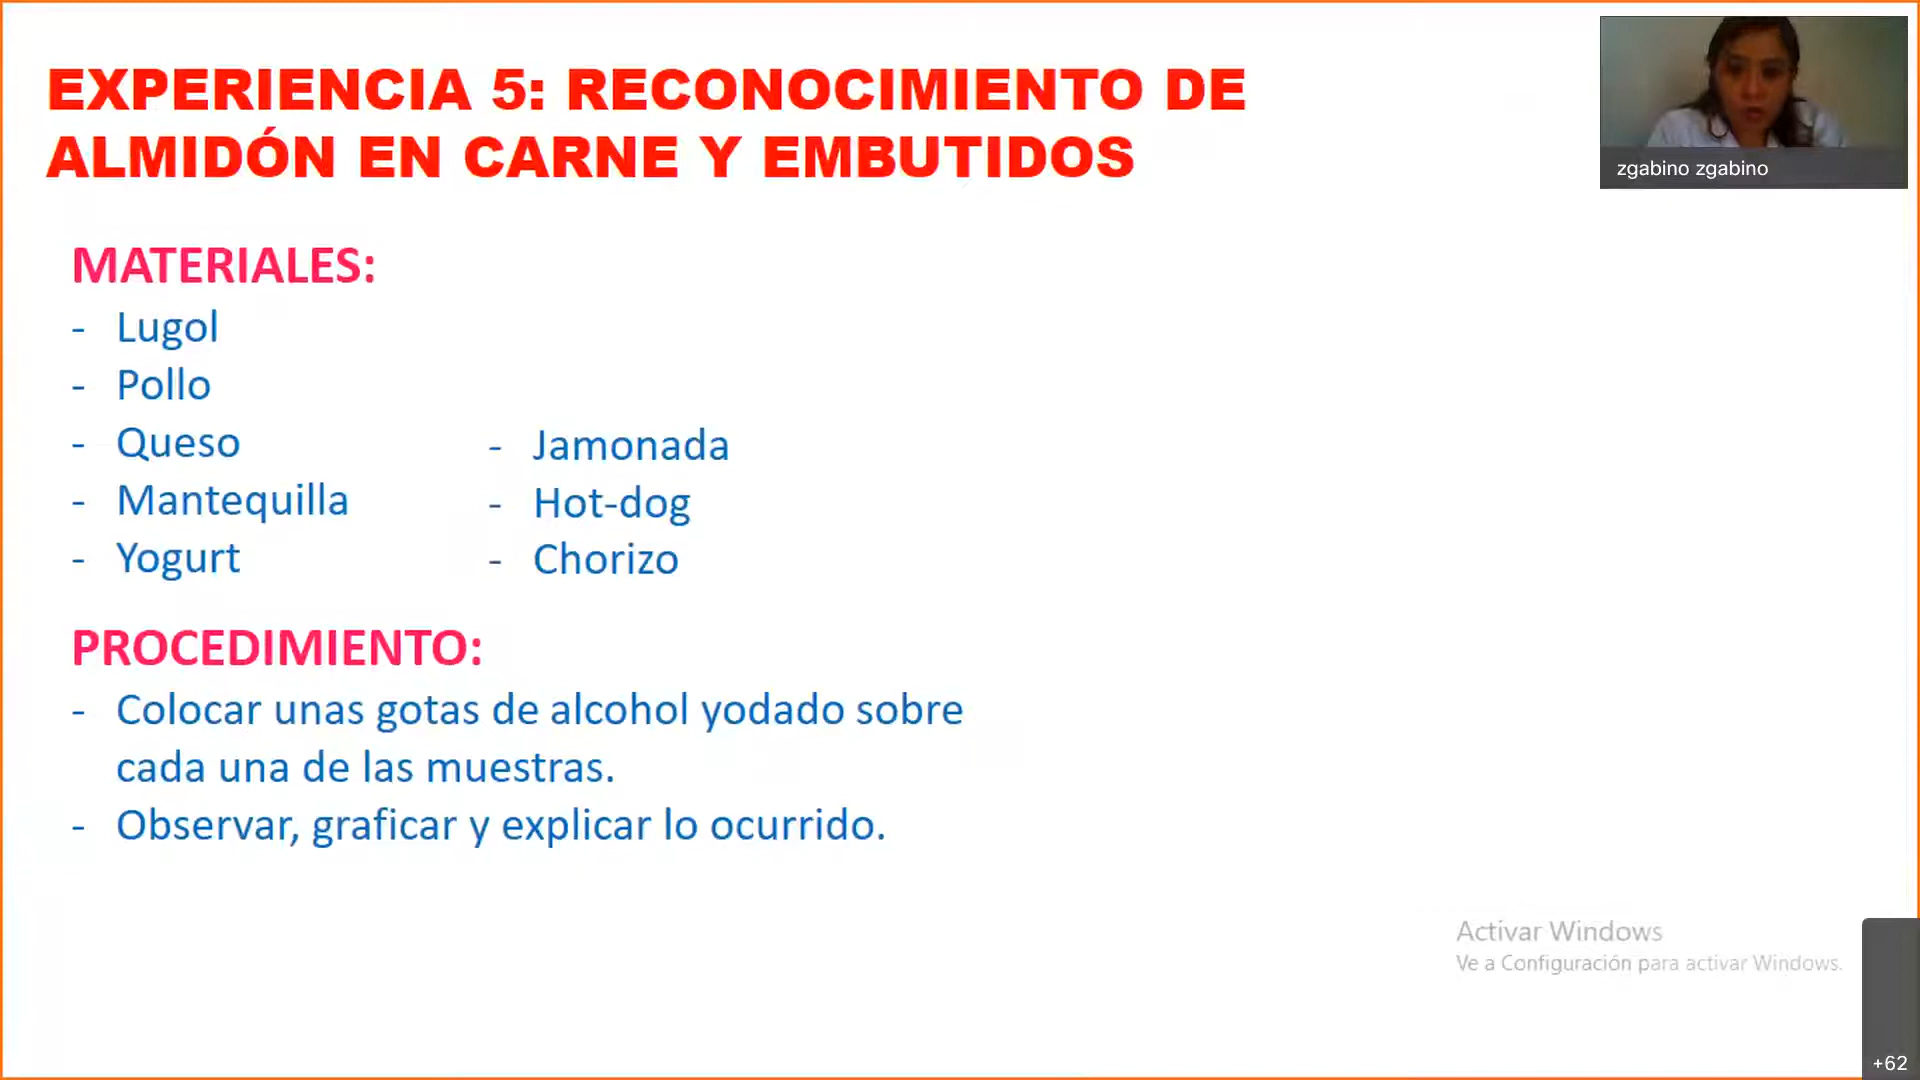 EXPERIENCIA 5: RECONOCIMIENTO DE
ALMIDÓN EN CARNE Y EMBUTIDOS
zgabino zgabino
MATERIALES:
- Lugol
- Pollo
- Queso
- Mantequilla
- Yogurt
- Jamonada
- Hot-dog
- Chorizo
PROCEDIMIENTO:
- Colocar unas gotas de alcohol yodado sobre
cada una de las muestras.
- Observar, graficar y explicar lo ocurrido.
Activar Windows
Ve a Configuración para activar Windows.
+62